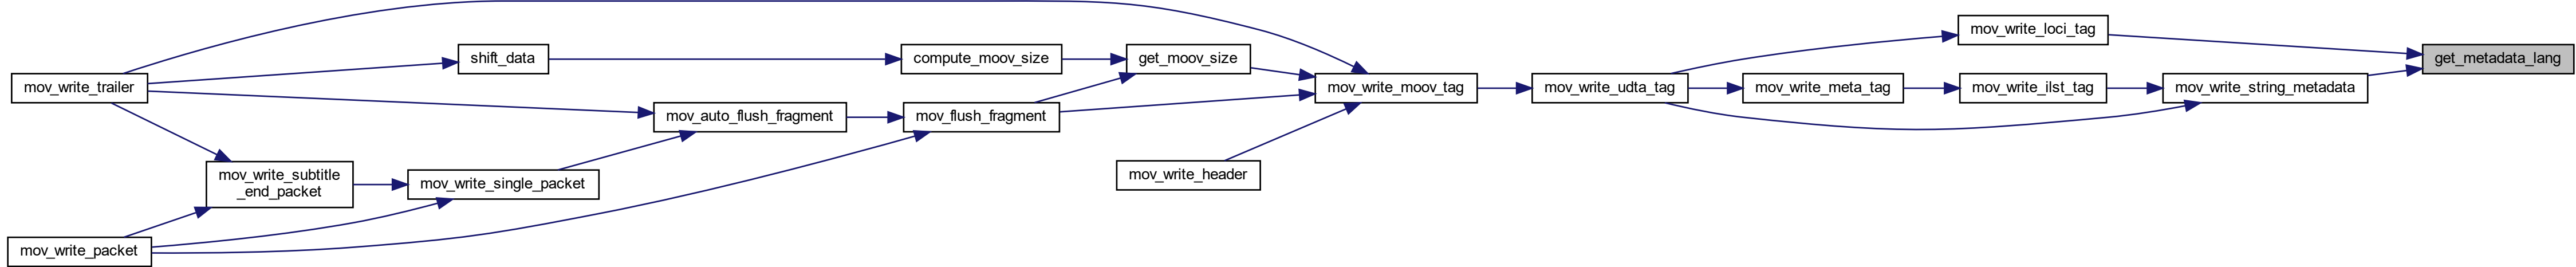 mov_write_trailer
shift_data
compute_moov_size
get_moov_size
mov_write_loci_tag
get_metadata_lang
mov_write_moov_tag
mov_write_udta_tag
mov_write_meta_tag
mov_write_ilst_tag
mov_write_string_metadata
mov_auto_flush_fragment
mov_flush_fragment
mov_write_subtitle
_end_packet
mov_write_single_packet
mov_write_header
mov_write_packet